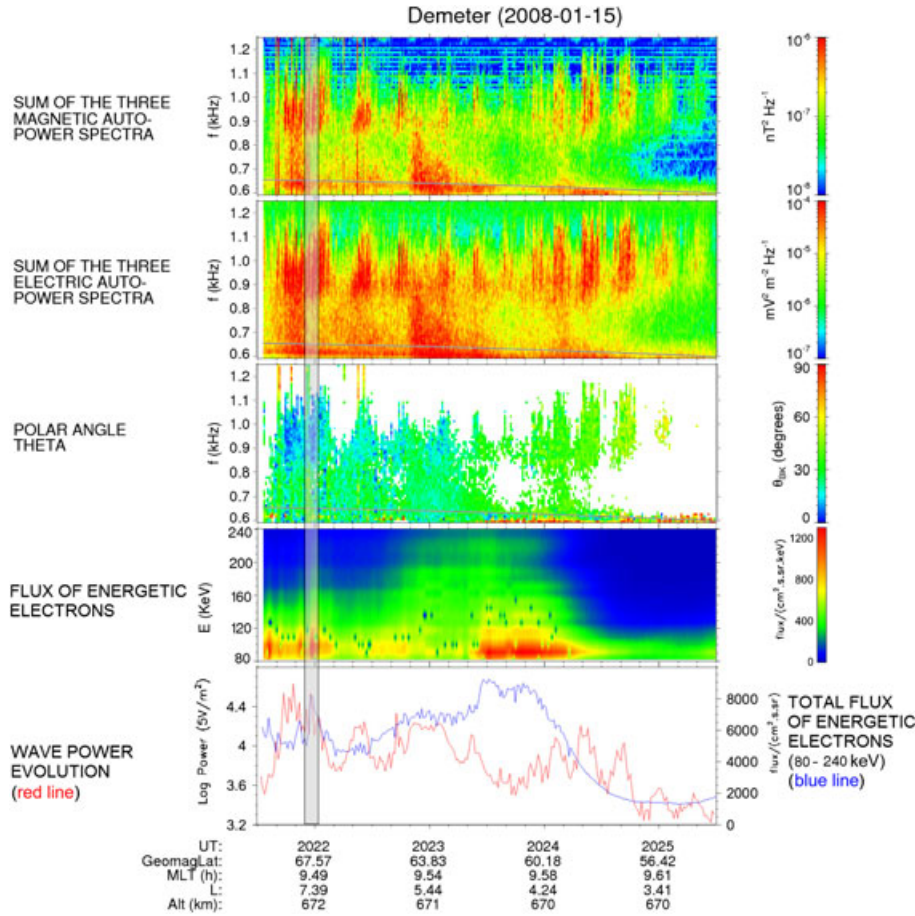 Demeter (2008-01-15)
SUM OF THE THREE
MAGNETIC AUTO-
POWER SPECTRA
f (kHz)
1.2
1.1
1.0
0.9
0.8
0.7
0.6
10⁻⁶
10⁻⁷
10⁻⁸
nT² Hz⁻¹
SUM OF THE THREE
ELECTRIC AUTO-
POWER SPECTRA
f (kHz)
1.2
1.1
1.0
0.9
0.8
0.7
0.6
10⁻⁴
10⁻⁵
10⁻⁶
10⁻⁷
mV² m⁻² Hz⁻¹
POLAR ANGLE
THETA
f (kHz)
1.2
1.1
1.0
0.9
0.8
0.7
0.6
90
60
30
0
θBK (degrees)
FLUX OF ENERGETIC
ELECTRONS
E (KeV)
240
200
160
120
80
1200
800
400
0
flux/(cm².s.sr.keV)
WAVE POWER
EVOLUTION
(red line)
Log Power (5V/m²)
4.4
4
3.6
3.2
8000
6000
4000
2000
0
flux/(cm².s.sr)
TOTAL FLUX
OF ENERGETIC
ELECTRONS
(80 - 240 keV)
(blue line)
UT: 2022 2023 2024 2025
GeomagLat: 67.57 63.83 60.18 56.42
MLT (h): 9.49 9.54 9.58 9.61
L: 7.39 5.44 4.24 3.41
Alt (km): 672 671 670 670